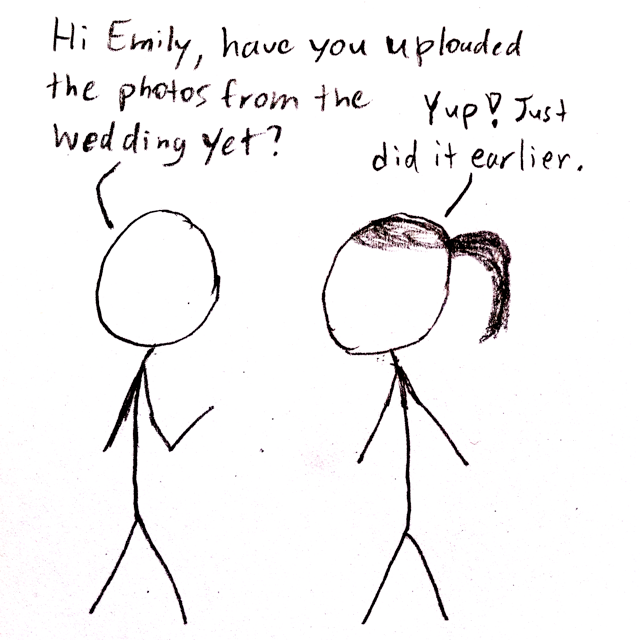 Hi Emily, have you uploaded
the photos from the
wedding yet?
Yup! Just
did it earlier.